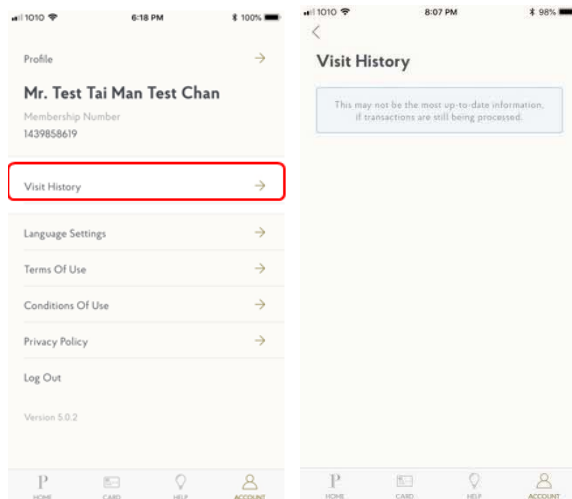 1010 6:18 PM 100%
Profile
Mr. Test Tai Man Test Chan
Membership Number
1439858619
Visit History
Language Settings
Terms Of Use
Conditions Of Use
Privacy Policy
Log Out
Version 5.0.2
P
HOME CARD HELP ACCOUNT
1010 8:07 PM 98%
Visit History
This may not be the most up-to-date information,
if transactions are still being processed.
P
HOME CARD HELP ACCOUNT